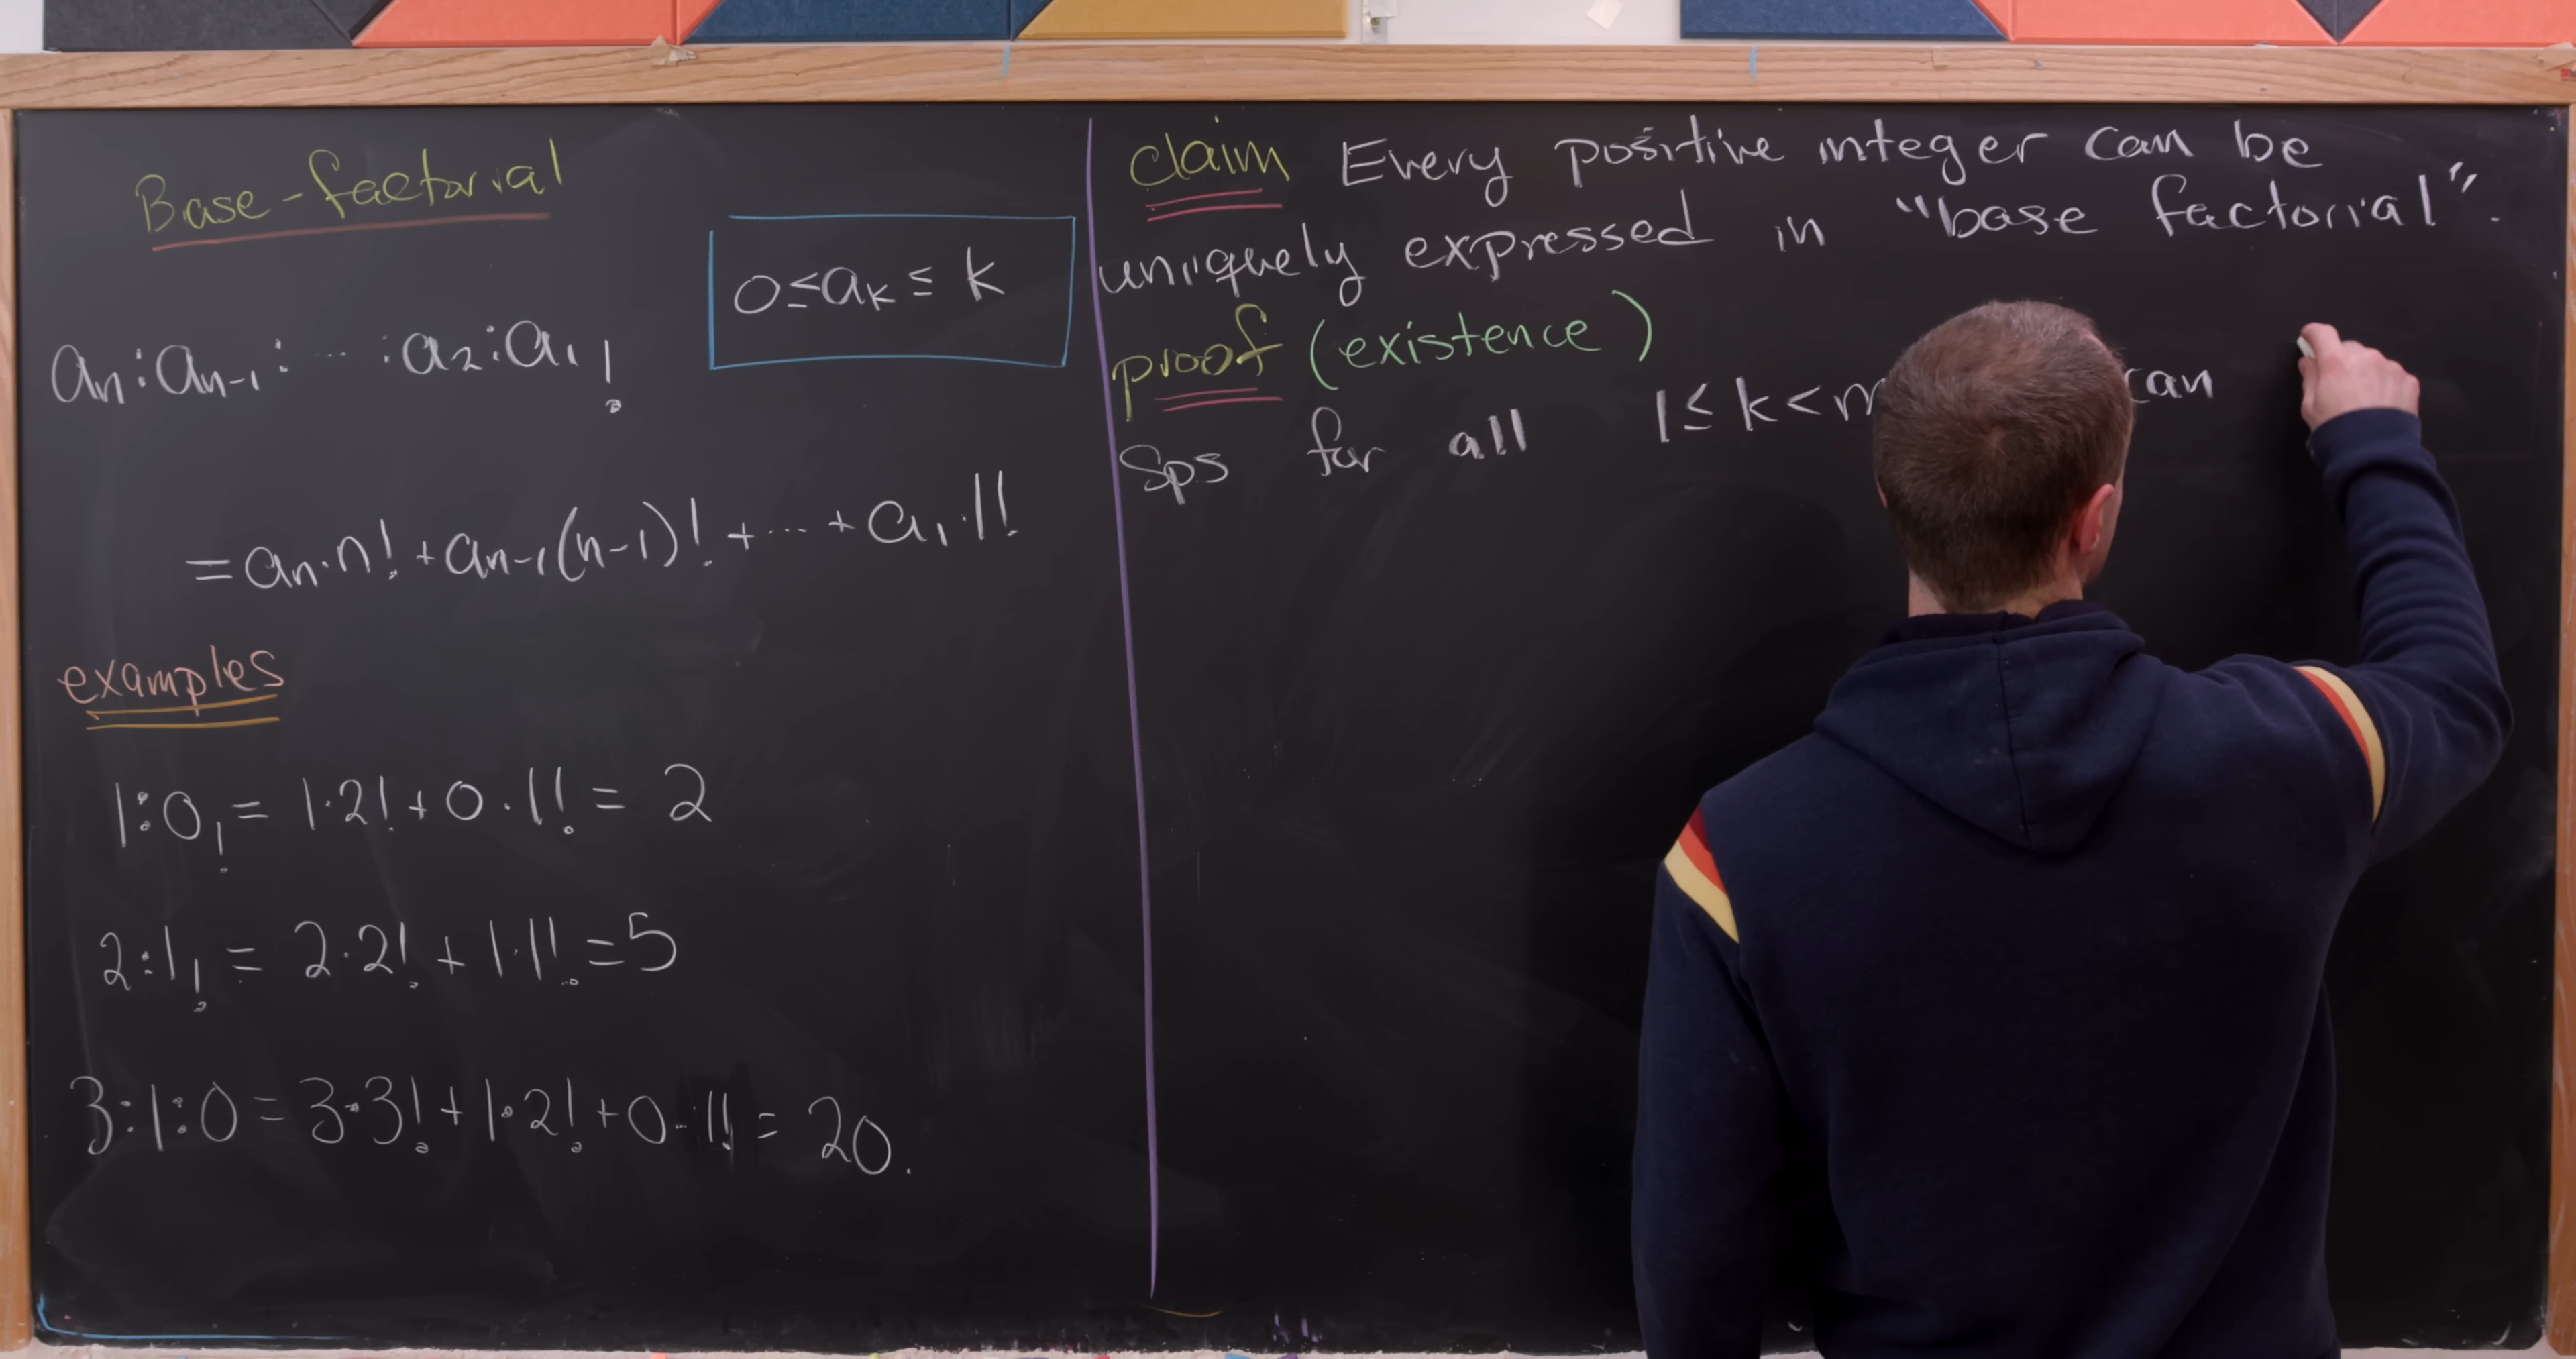 Base-factorial
0≤aₖ≤ k
aₙ:aₙ₋₁: ⋯ :a₂:a₁ !
=aₙ·n!+aₙ₋₁(n-1)!+⋯+a₁·1!
examples
1:0! = 1·2!+0·1! = 2
2:1! = 2·2! + 1·1! =5
3:1:0 = 3·3!+1·2!+0·1! = 20.
claim Every positive integer can be
uniquely expressed in "base factorial".
proof (existence)
Sps for all 1≤k<m can